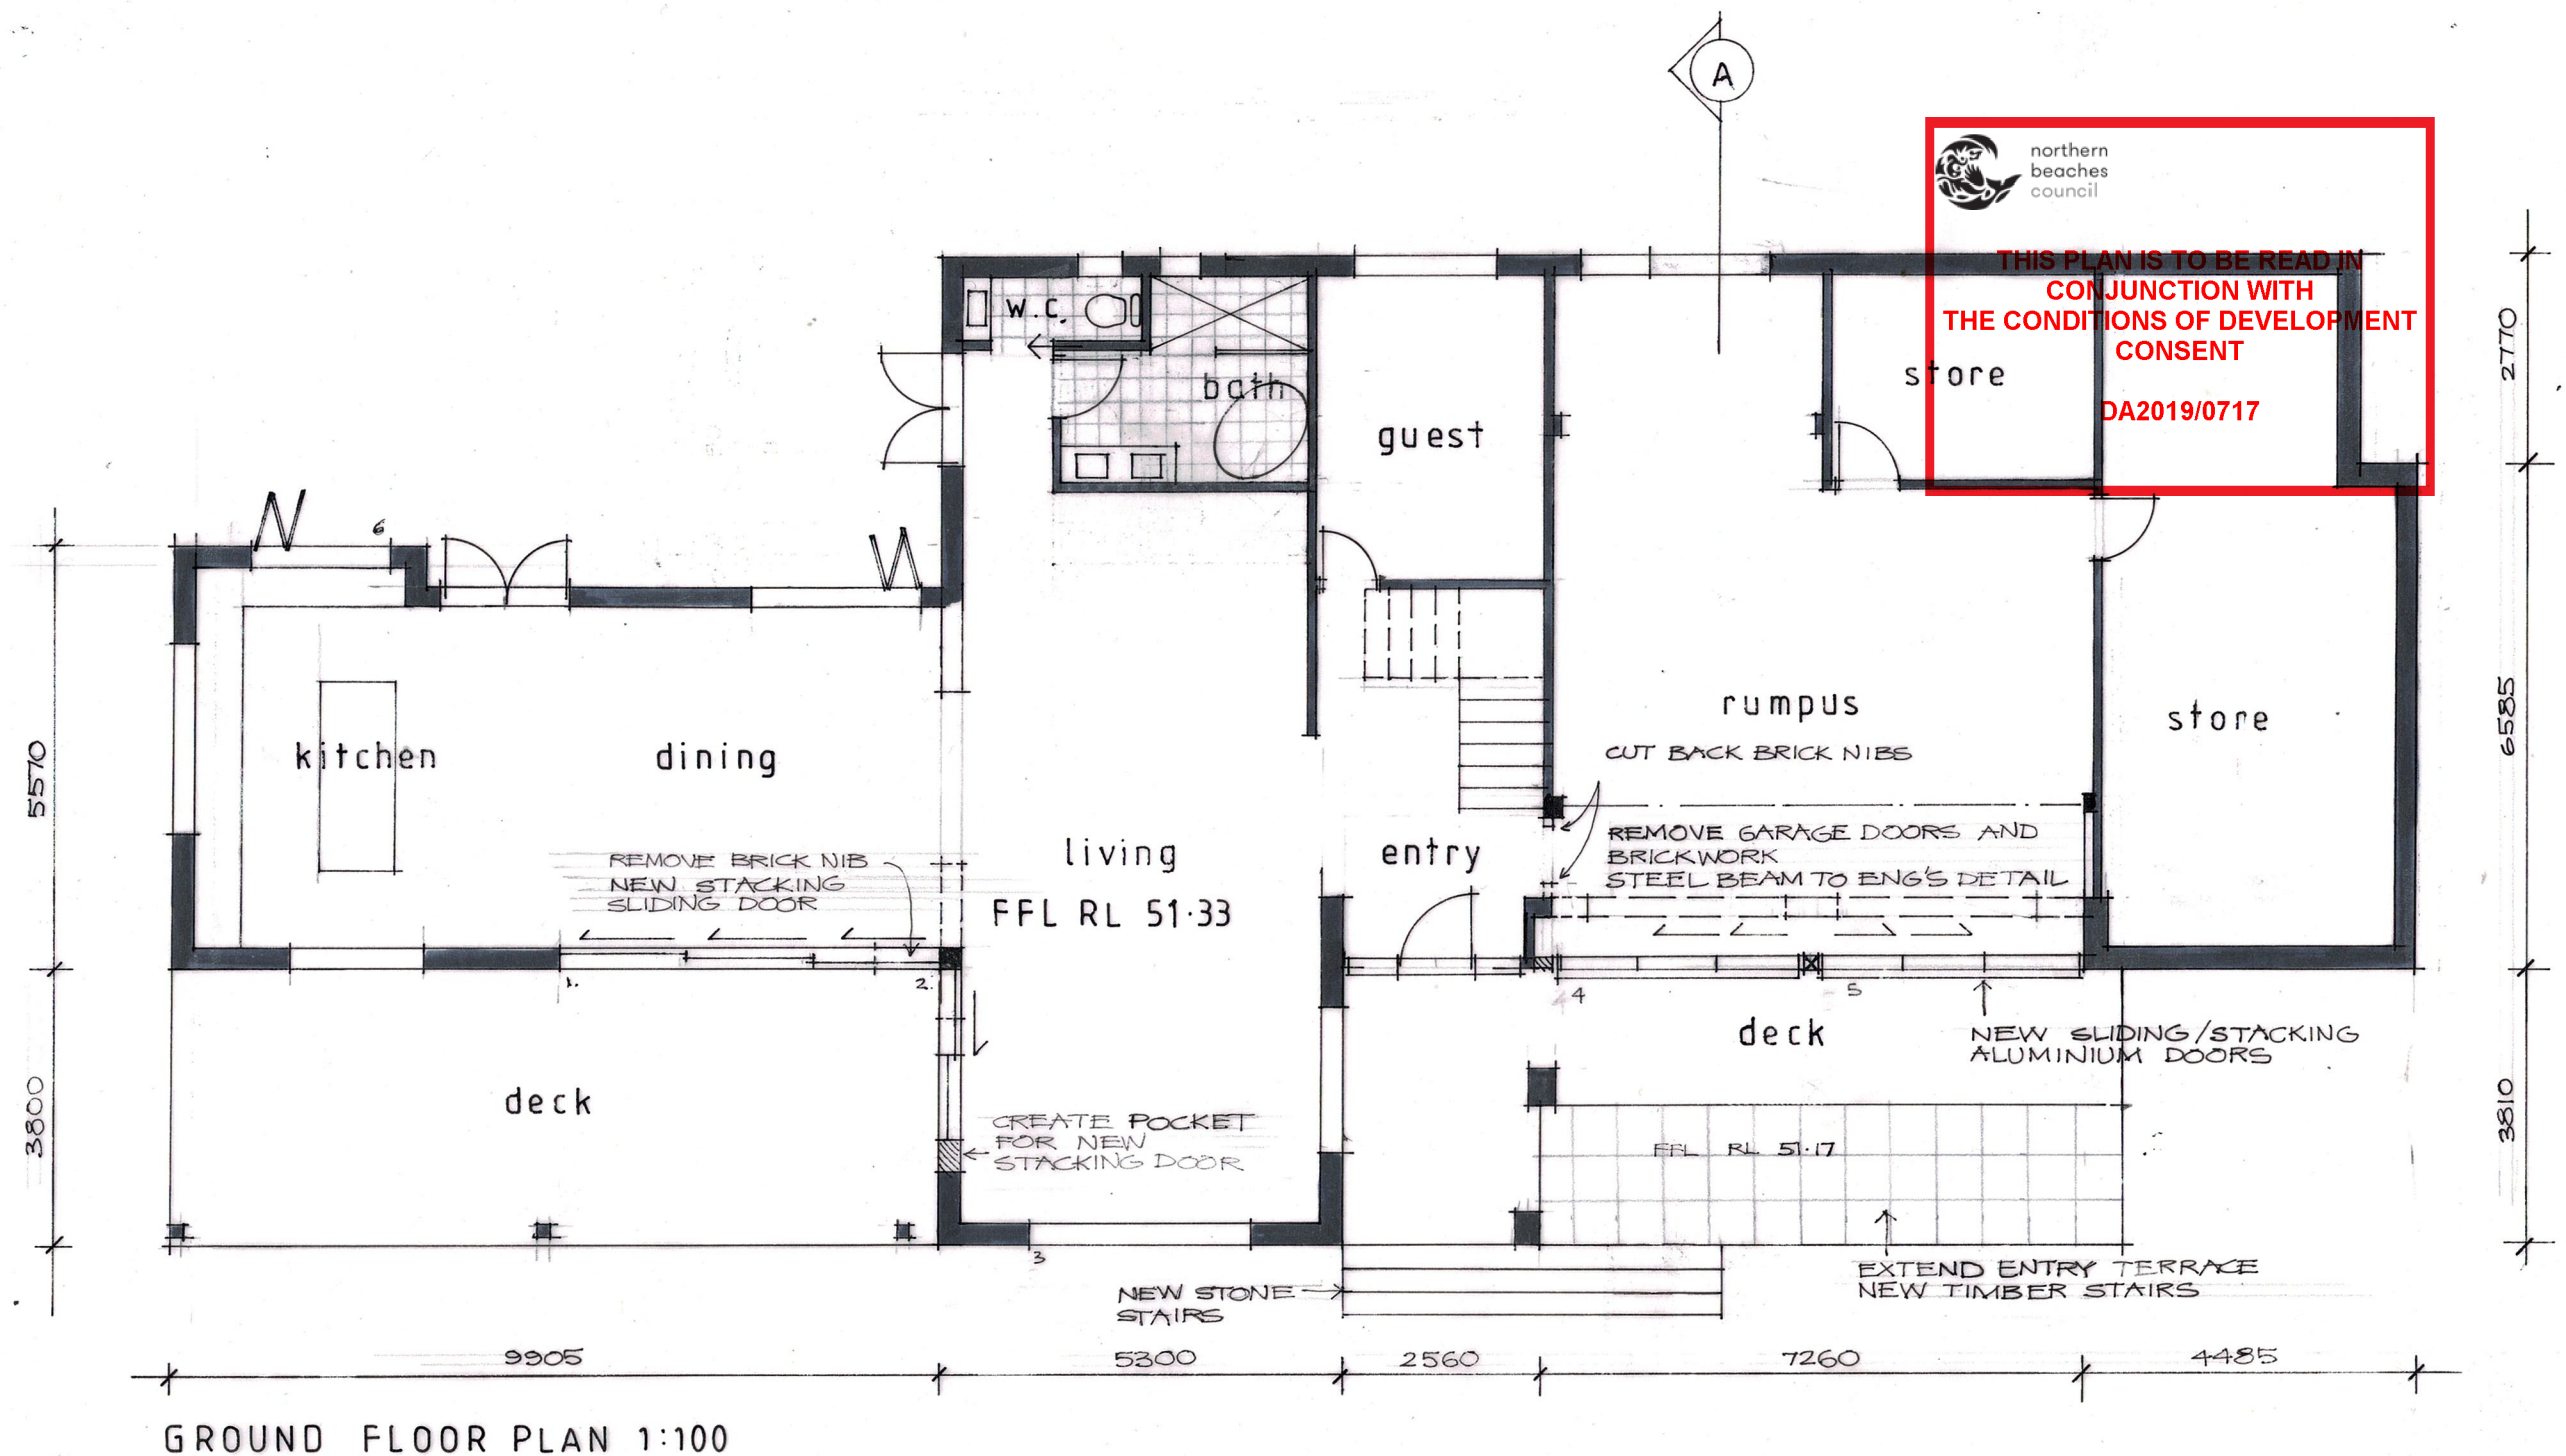 A
northern
beaches
council
THIS PLAN IS TO BE READ IN
CONJUNCTION WITH
THE CONDITIONS OF DEVELOPMENT
CONSENT
DA2019/0717
W.C.
bath
guest
store
2770
6
kitchen
dining
living
FFL RL 51·33
entry
rumpus
store
CUT BACK BRICK NIBS
REMOVE GARAGE DOORS AND
BRICKWORK
STEEL BEAM TO ENG'S DETAIL
REMOVE BRICK NIB
NEW STACKING
SLIDING DOOR
5570
6585
1.
2.
4
5
deck
NEW SLIDING/STACKING
ALUMINIUM DOORS
deck
CREATE POCKET
FOR NEW
STACKING DOOR
FFL RL 51·17
3800
3810
3
NEW STONE
STAIRS
EXTEND ENTRY TERRACE
NEW TIMBER STAIRS
9905
5300
2560
7260
4485
GROUND FLOOR PLAN 1:100